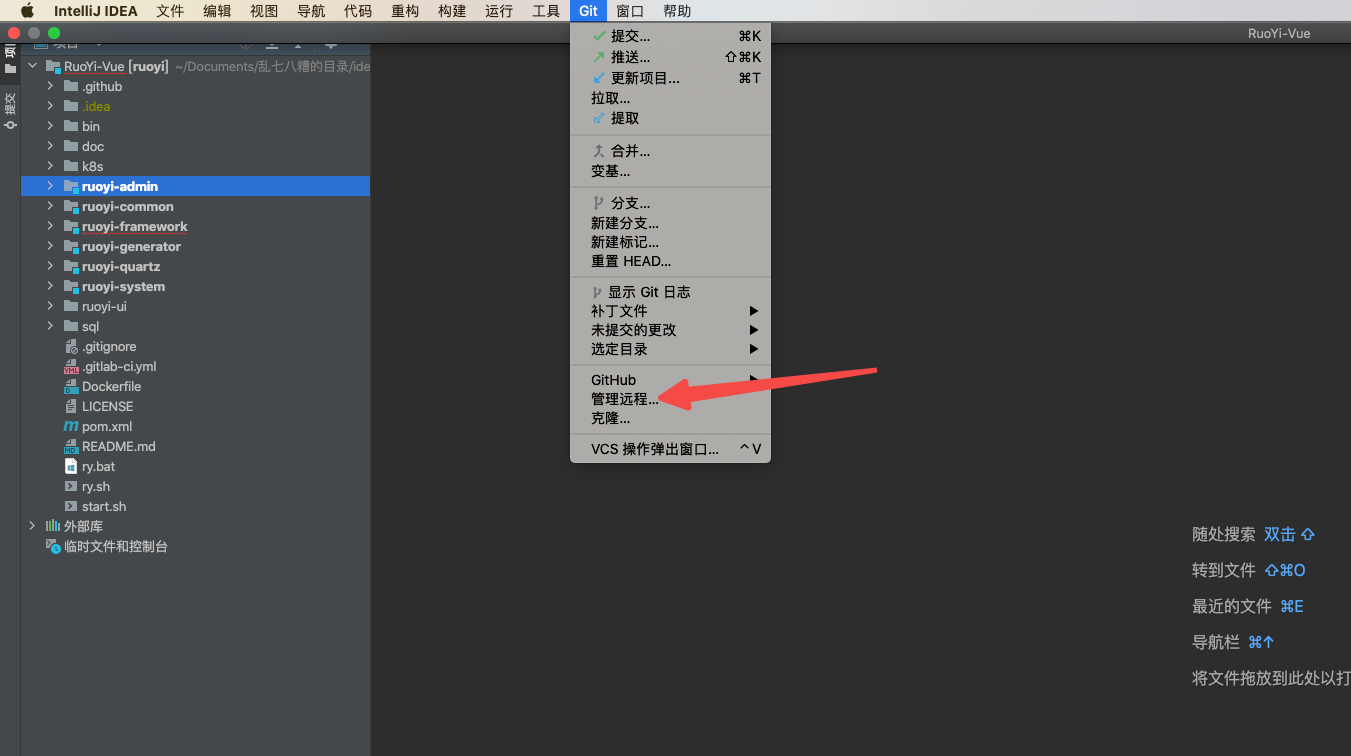 IntelliJ IDEA 文件 编辑 视图 导航 代码 重构 构建 运行 工具 Git 窗口 帮助
RuoYi-Vue
项目
提交
RuoYi-Vue [ruoyi] ~/Documents/乱七八糟的目录/ide
.github
.idea
bin
doc
k8s
ruoyi-admin
ruoyi-common
ruoyi-framework
ruoyi-generator
ruoyi-quartz
ruoyi-system
ruoyi-ui
sql
.gitignore
.gitlab-ci.yml
Dockerfile
LICENSE
pom.xml
README.md
ry.bat
ry.sh
start.sh
外部库
临时文件和控制台
提交... ⌘K
推送... ⇧⌘K
更新项目... ⌘T
拉取...
提取
合并...
变基...
分支...
新建分支...
新建标记...
重置 HEAD...
显示 Git 日志
补丁文件
未提交的更改
选定目录
GitHub
管理远程...
克隆...
VCS 操作弹出窗口... ^V
随处搜索 双击 ⇧
转到文件 ⇧⌘O
最近的文件 ⌘E
导航栏 ⌘↑
将文件拖放到此处以打